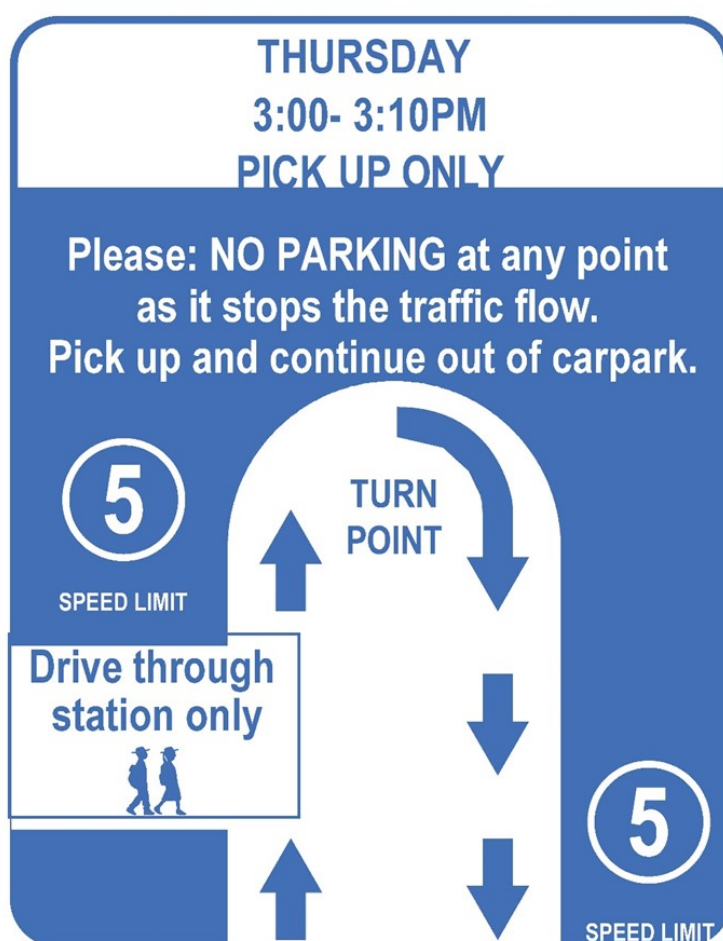 THURSDAY
3:00- 3:10PM
PICK UP ONLY
Please: NO PARKING at any point
as it stops the traffic flow.
Pick up and continue out of carpark.
5
SPEED LIMIT
TURN
POINT
Drive through
station only
5
SPEED LIMIT